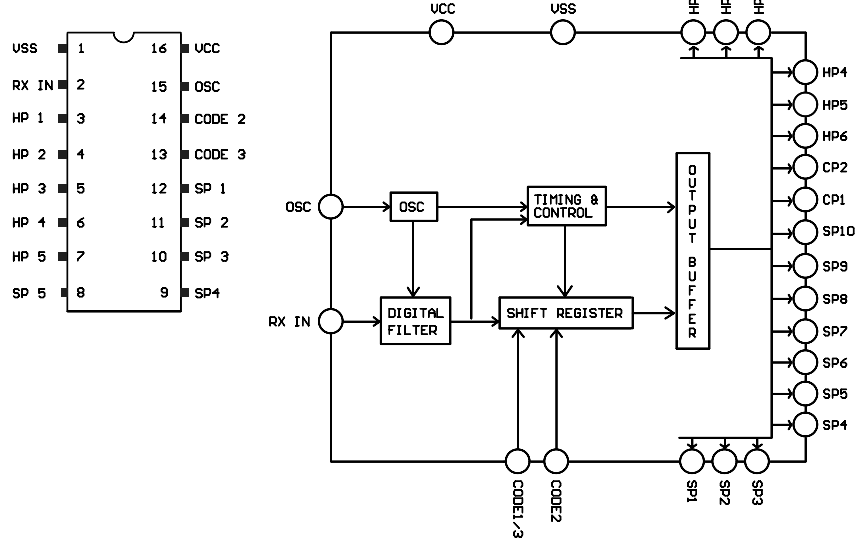 VCC VSS
VSS 1 16 VCC
RX IN 2 15 OSC
HP 1 3 14 CODE 2
HP 2 4 13 CODE 3
HP 3 5 12 SP 1
HP 4 6 11 SP 2
HP 5 7 10 SP 3
SP 5 8 9 SP4
HP4
HP5
HP6
CP2
CP1
SP10
SP9
SP8
SP7
SP6
SP5
SP4
OSC
OSC
TIMING &
CONTROL
OUTPUT BUFFER
RX IN
DIGITAL
FILTER
SHIFT REGISTER
CODE1/3
CODE2
SP1
SP2
SP3